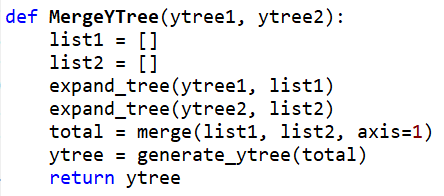 def MergeYTree(ytree1, ytree2):
    list1 = []
    list2 = []
    expand_tree(ytree1, list1)
    expand_tree(ytree2, list2)
    total = merge(list1, list2, axis=1)
    ytree = generate_ytree(total)
    return ytree